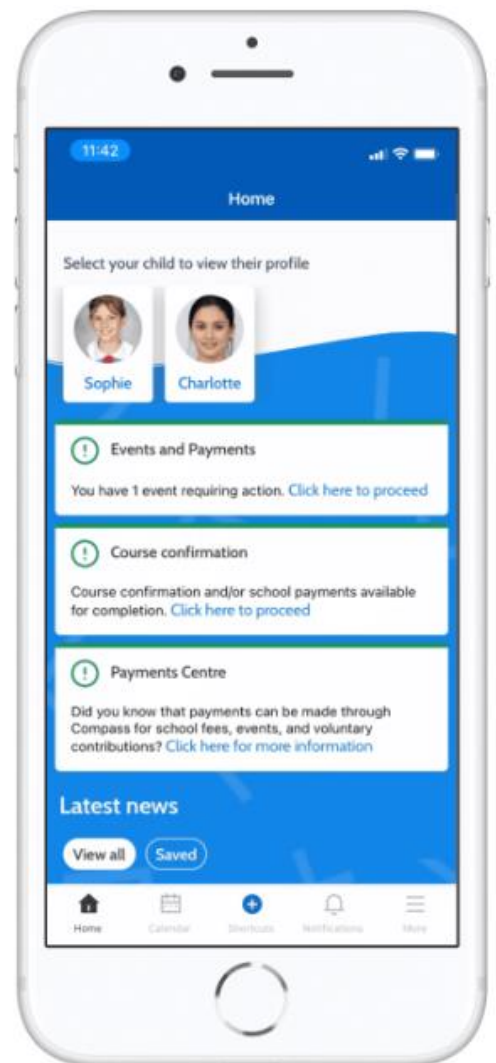 11:42
Home
Select your child to view their profile
Sophie Charlotte
Events and Payments
You have 1 event requiring action. Click here to proceed
Course confirmation
Course confirmation and/or school payments available
for completion. Click here to proceed
Payments Centre
Did you know that payments can be made through
Compass for school fees, events, and voluntary
contributions? Click here for more information
Latest news
View all Saved
Home Calendar Shortcuts Notifications More